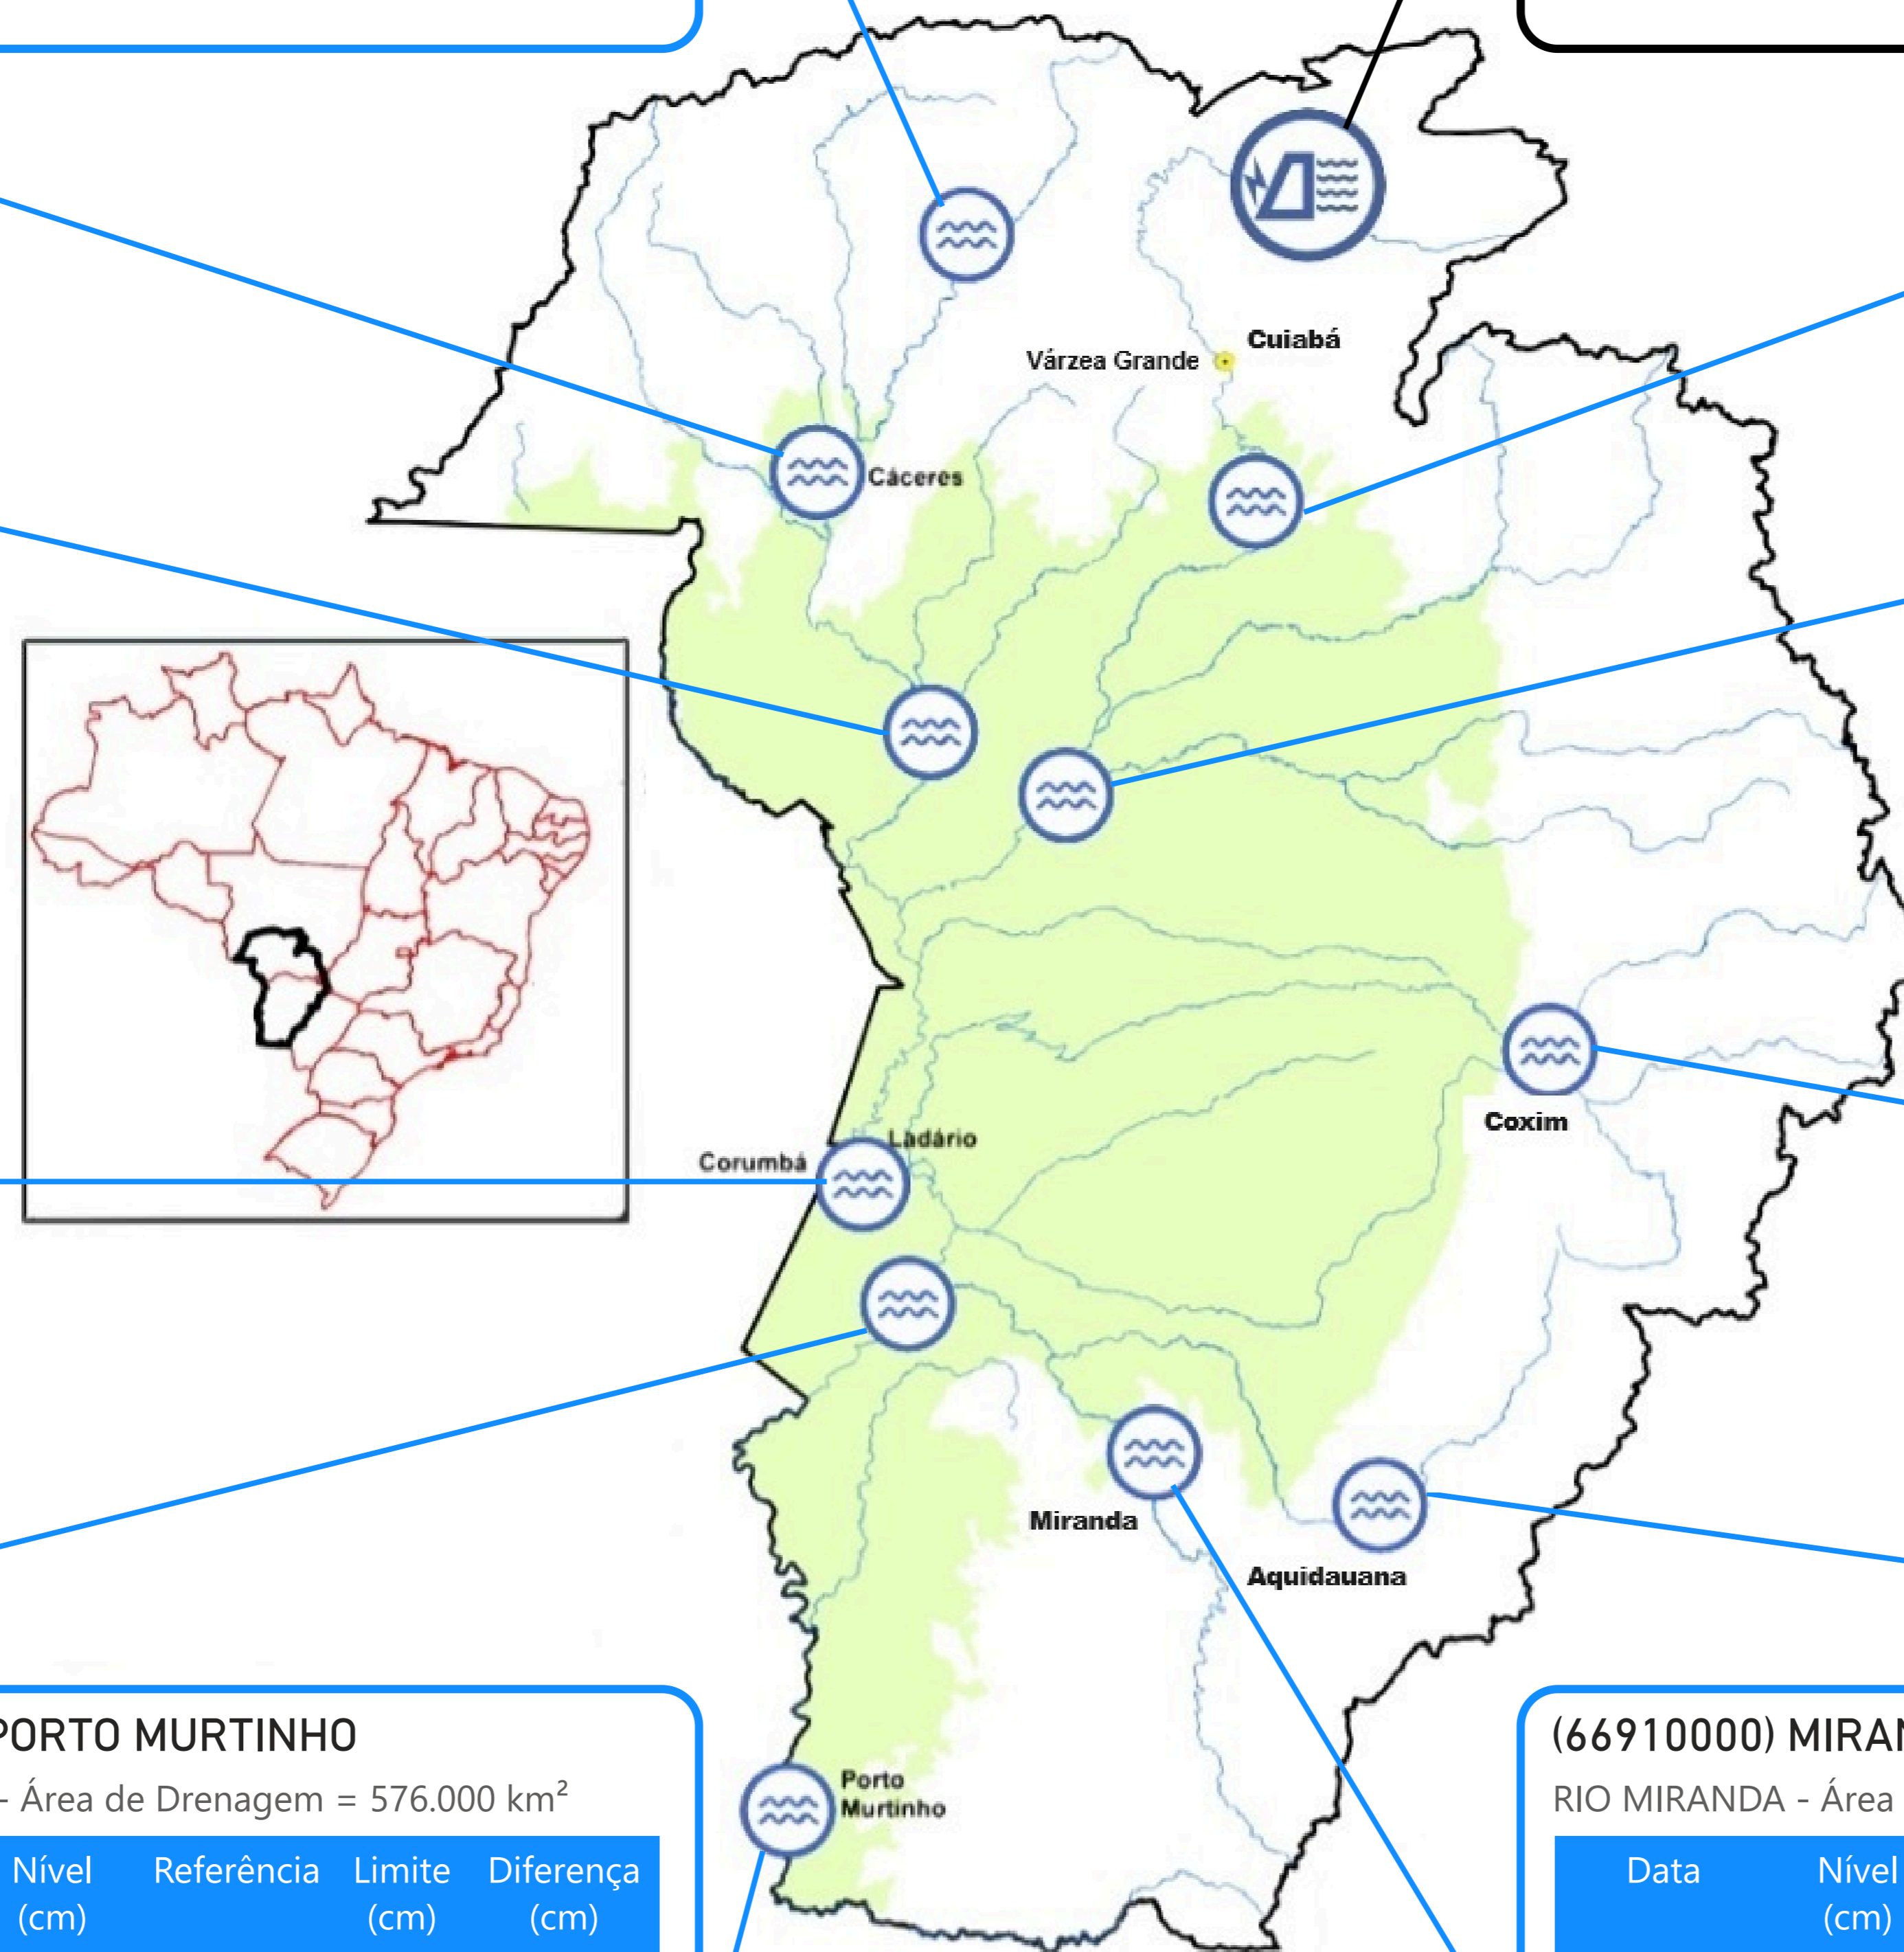 Cuiabá
Várzea Grande
Cáceres
Coxim
Ladário
Corumbá
Miranda
Aquidauana
Porto
Murtinho
PORTO MURTINHO
- Área de Drenagem = 576.000 km²
Nível Referência Limite Diferença
(cm) (cm) (cm)
(66910000)
RIO MIRANDA - Área
Data Nível
(cm)